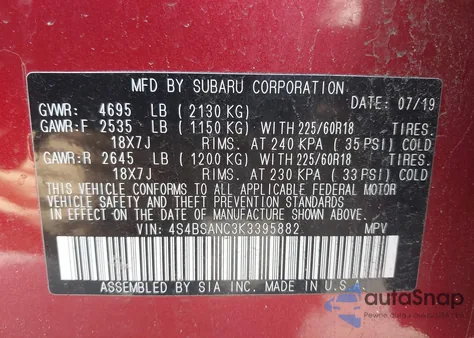 MFD BY SUBARU CORPORATION
GVWR: 4695 LB (2130 KG) DATE: 07/19
GAWR:F 2535 LB (1150 KG) WITH 225/60R18 TIRES.
18X7J RIMS. AT 240 KPA (35 PSI) COLD
GAWR:R 2645 LB (1200 KG) WITH 225/60R18 TIRES.
18X7J RIMS. AT 230 KPA (33 PSI) COLD
THIS VEHICLE CONFORMS TO ALL APPLICABLE FEDERAL MOTOR
VEHICLE SAFETY AND THEFT PREVENTION STANDARDS
IN EFFECT ON THE DATE OF MANUFACTURE SHOWN ABOVE.
VIN: 4S4BSANC3K3395882 MPV
ASSEMBLED BY SIA INC. MADE IN U.S.A.
autoSnap